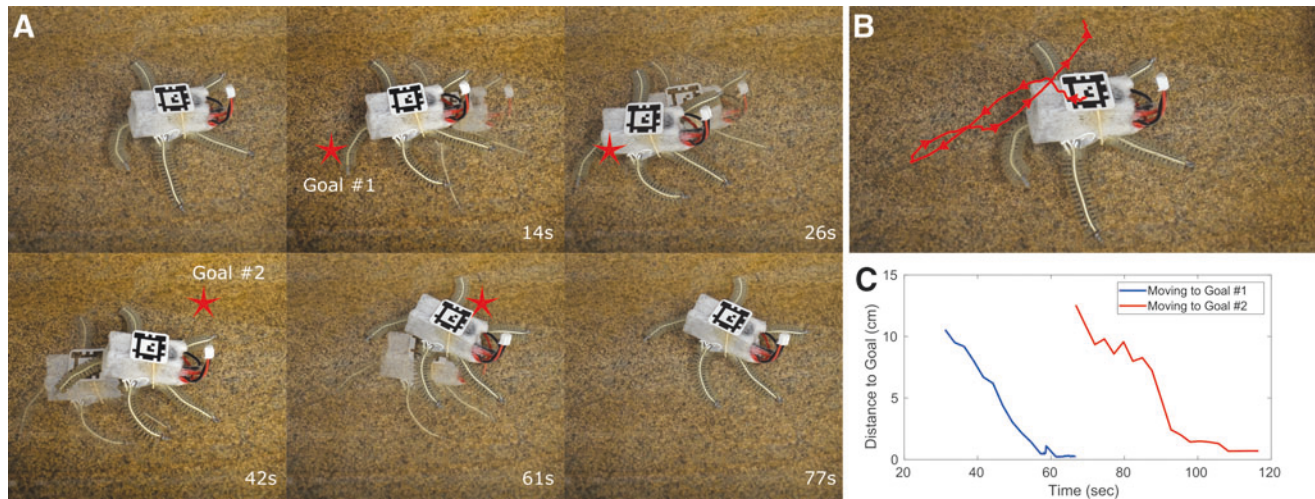 A
Goal #1
14s
26s
Goal #2
42s
61s
77s
B
C
15
10
5
0
Distance to Goal (cm)
Moving to Goal #1
Moving to Goal #2
20
40
60
80
100
120
Time (sec)